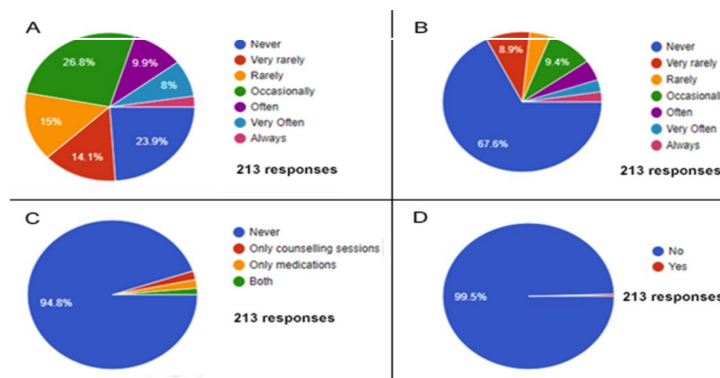 A
26.8%
9.9%
8%
15%
14.1%
23.9%
Never
Very rarely
Rarely
Occasionally
Often
Very Often
Always
213 responses
B
8.9%
9.4%
67.6%
Never
Very rarely
Rarely
Occasionally
Often
Very Often
Always
213 responses
C
94.8%
Never
Only counselling sessions
Only medications
Both
213 responses
D
99.5%
No
Yes
213 responses